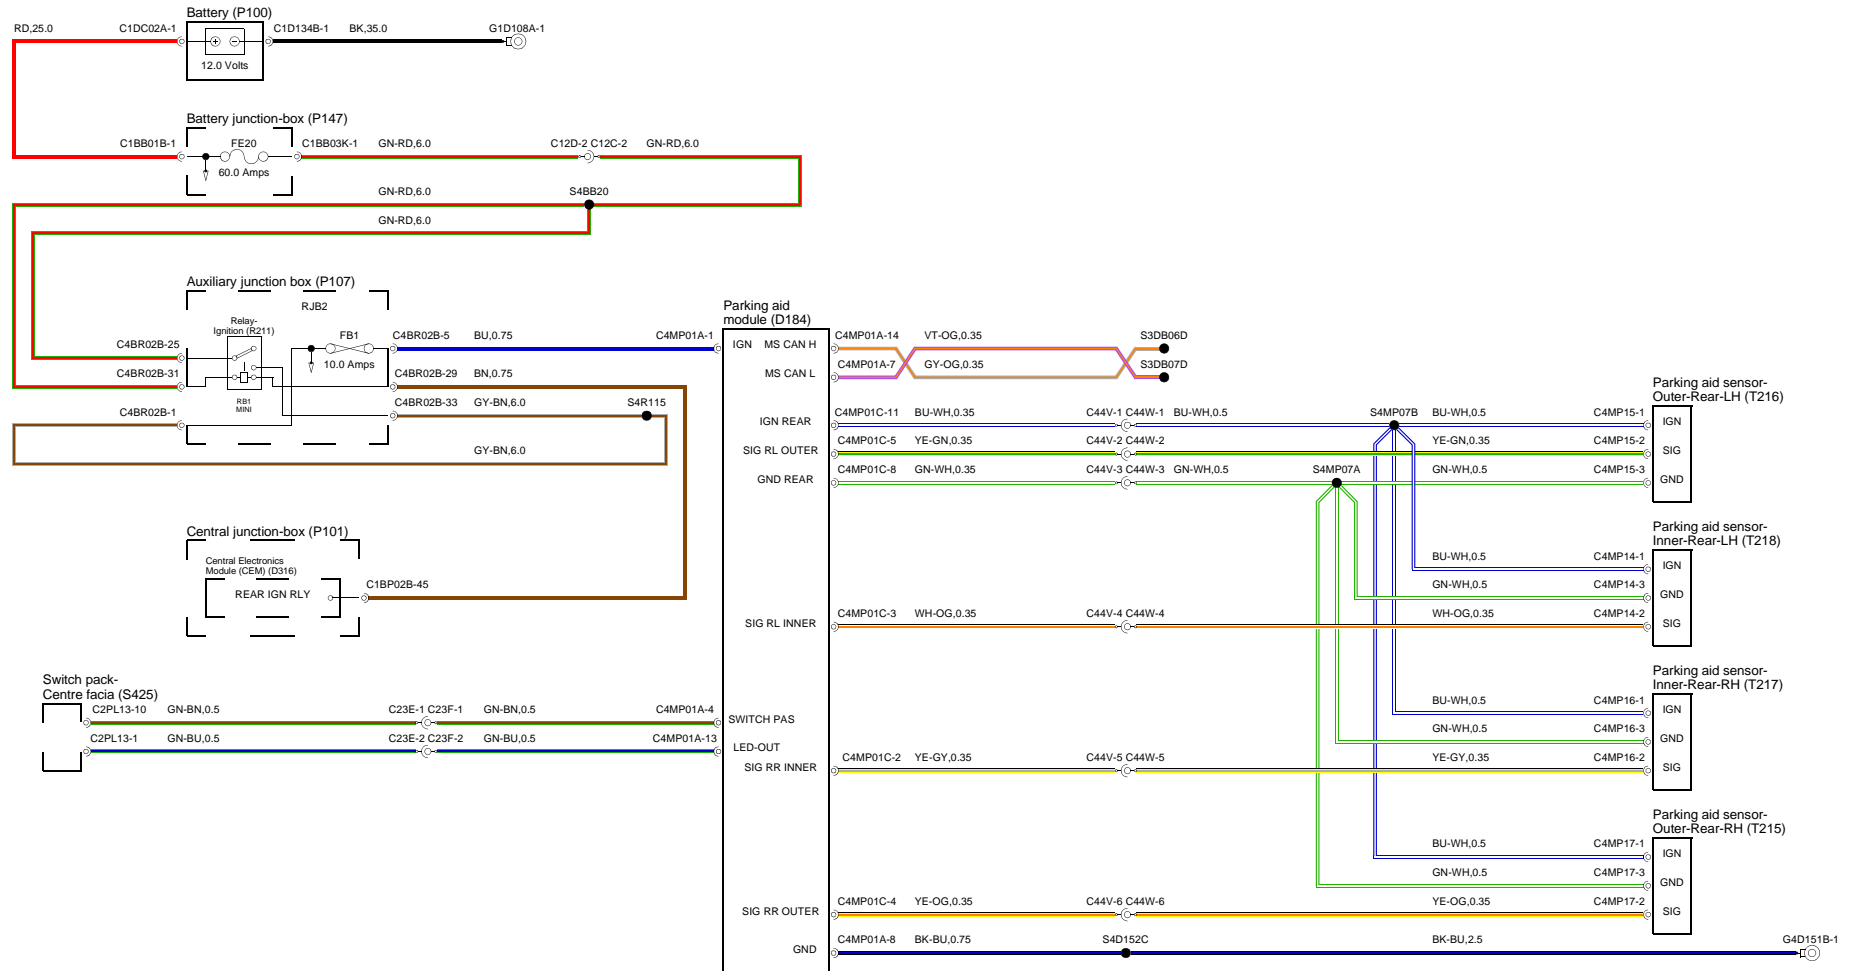 Battery (P100)
RD,25.0
C1DC02A-1
C1D134B-1
BK,35.0
G1D108A-1
12.0 Volts
Battery junction-box (P147)
C1BB01B-1
FE20
60.0 Amps
C1BB03K-1
GN-RD,6.0
C12D-2 C12C-2
GN-RD,6.0
GN-RD,6.0
S4BB20
GN-RD,6.0
Auxiliary junction box (P107)
RJB2
Relay-
Ignition (R211)
FB1
10.0 Amps
RB1
MINI
C4BR02B-25
C4BR02B-31
C4BR02B-1
C4BR02B-5
BU,0.75
C4MP01A-1
C4BR02B-29
BN,0.75
C4BR02B-33
GY-BN,6.0
S4R115
GY-BN,6.0
Central junction-box (P101)
Central Electronics
Module (CEM) (D316)
REAR IGN RLY
C1BP02B-45
Switch pack-
Centre facia (S425)
C2PL13-10
GN-BN,0.5
C23E-1 C23F-1
GN-BN,0.5
C4MP01A-4
C2PL13-1
GN-BU,0.5
C23E-2 C23F-2
GN-BU,0.5
C4MP01A-13
Parking aid
module (D184)
IGN
MS CAN H
MS CAN L
IGN REAR
SIG RL OUTER
GND REAR
SIG RL INNER
SWITCH PAS
LED-OUT
SIG RR INNER
SIG RR OUTER
GND
C4MP01A-14
VT-OG,0.35
S3DB06D
C4MP01A-7
GY-OG,0.35
S3DB07D
C4MP01C-11
BU-WH,0.35
C44V-1 C44W-1
BU-WH,0.5
S4MP07B
BU-WH,0.5
C4MP15-1
C4MP01C-5
YE-GN,0.35
C44V-2 C44W-2
YE-GN,0.35
C4MP15-2
C4MP01C-8
GN-WH,0.35
C44V-3 C44W-3
GN-WH,0.5
S4MP07A
GN-WH,0.5
C4MP15-3
Parking aid sensor-
Outer-Rear-LH (T216)
IGN
SIG
GND
Parking aid sensor-
Inner-Rear-LH (T218)
BU-WH,0.5
C4MP14-1
IGN
GN-WH,0.5
C4MP14-3
GND
C4MP01C-3
WH-OG,0.35
C44V-4 C44W-4
WH-OG,0.35
C4MP14-2
SIG
Parking aid sensor-
Inner-Rear-RH (T217)
BU-WH,0.5
C4MP16-1
IGN
GN-WH,0.5
C4MP16-3
GND
C4MP01C-2
YE-GY,0.35
C44V-5 C44W-5
YE-GY,0.35
C4MP16-2
SIG
Parking aid sensor-
Outer-Rear-RH (T215)
BU-WH,0.5
C4MP17-1
IGN
GN-WH,0.5
C4MP17-3
GND
C4MP01C-4
YE-OG,0.35
C44V-6 C44W-6
YE-OG,0.35
C4MP17-2
SIG
C4MP01A-8
BK-BU,0.75
S4D152C
BK-BU,2.5
G4D151B-1